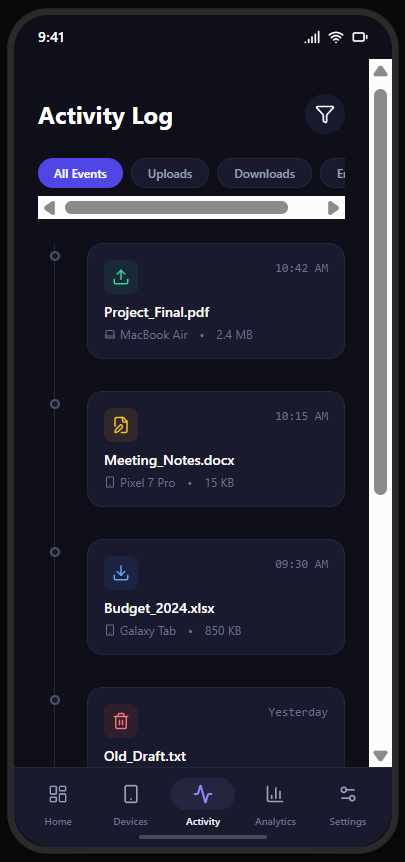 9:41
Activity Log
All Events
Uploads
Downloads
10:42 AM
Project_Final.pdf
MacBook Air • 2.4 MB
10:15 AM
Meeting_Notes.docx
Pixel 7 Pro • 15 KB
09:30 AM
Budget_2024.xlsx
Galaxy Tab • 850 KB
Yesterday
Old_Draft.txt
Home
Devices
Activity
Analytics
Settings